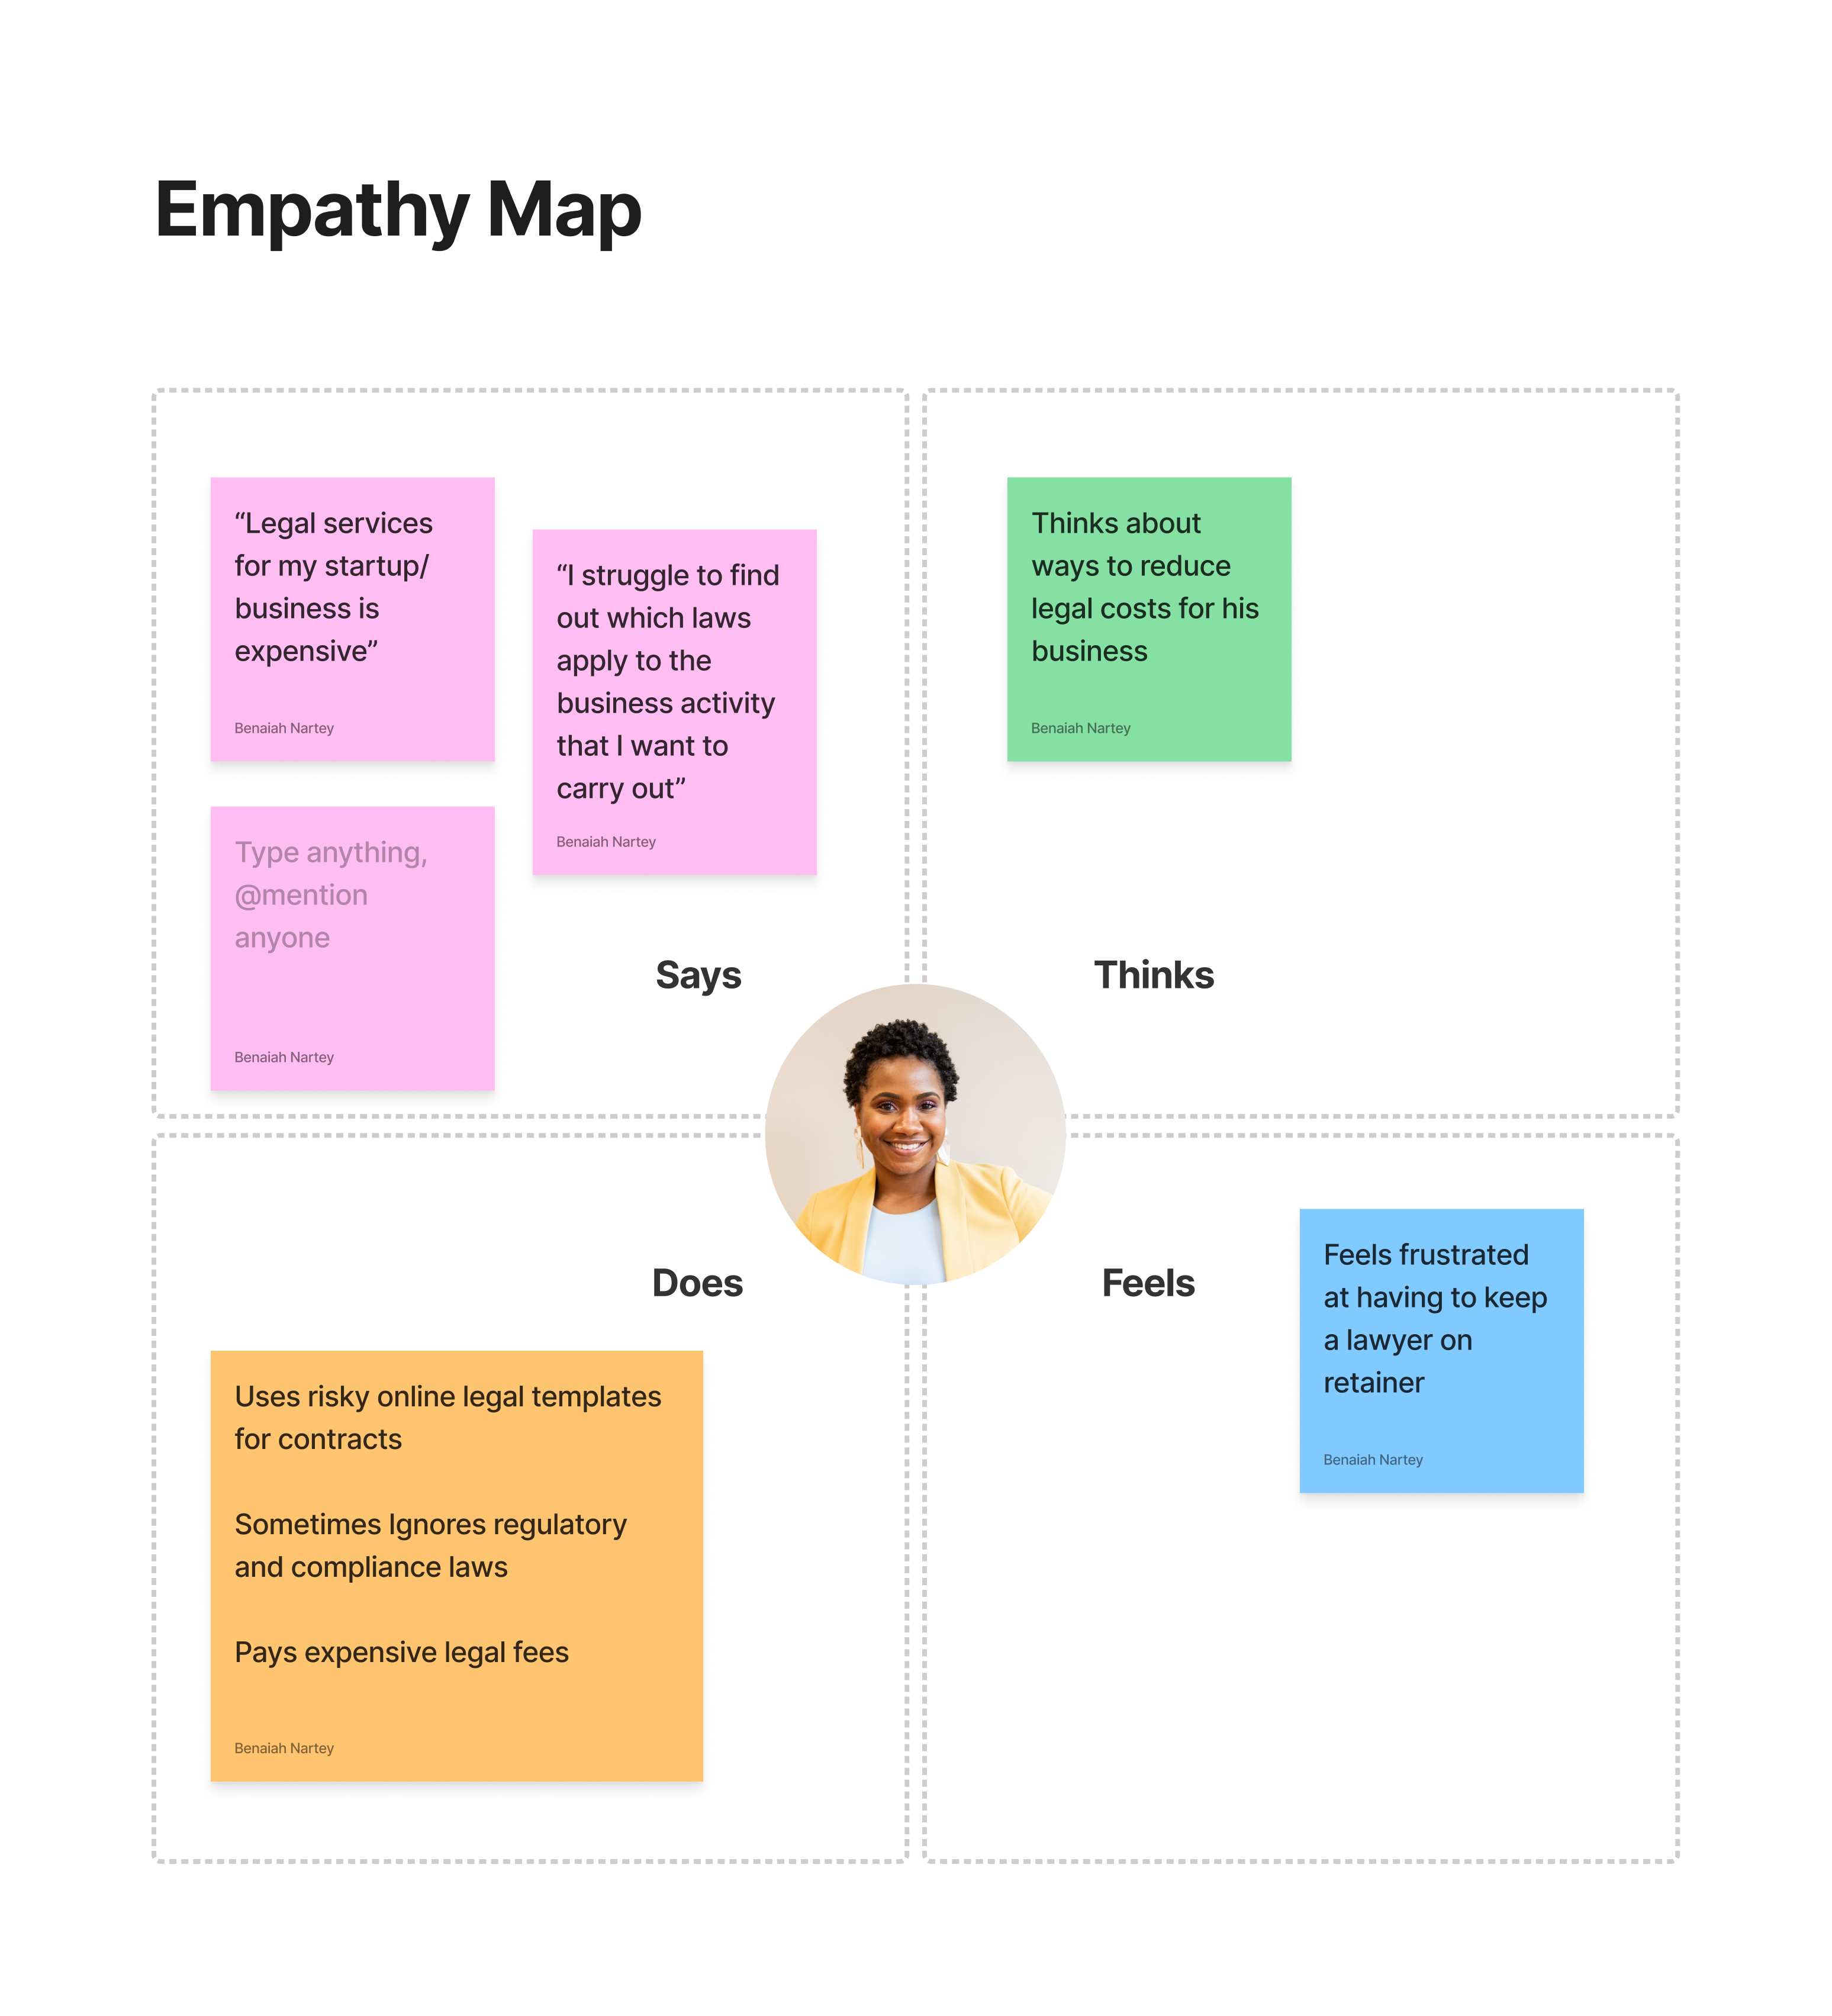 Empathy Map
“Legal services
for my startup/
business is
expensive”
Benaiah Nartey
“I struggle to find
out which laws
apply to the
business activity
that I want to
carry out”
Benaiah Nartey
Type anything,
@mention
anyone
Benaiah Nartey
Says
Thinks about
ways to reduce
legal costs for his
business
Benaiah Nartey
Thinks
Does
Uses risky online legal templates
for contracts
Sometimes Ignores regulatory
and compliance laws
Pays expensive legal fees
Benaiah Nartey
Feels
Feels frustrated
at having to keep
a lawyer on
retainer
Benaiah Nartey